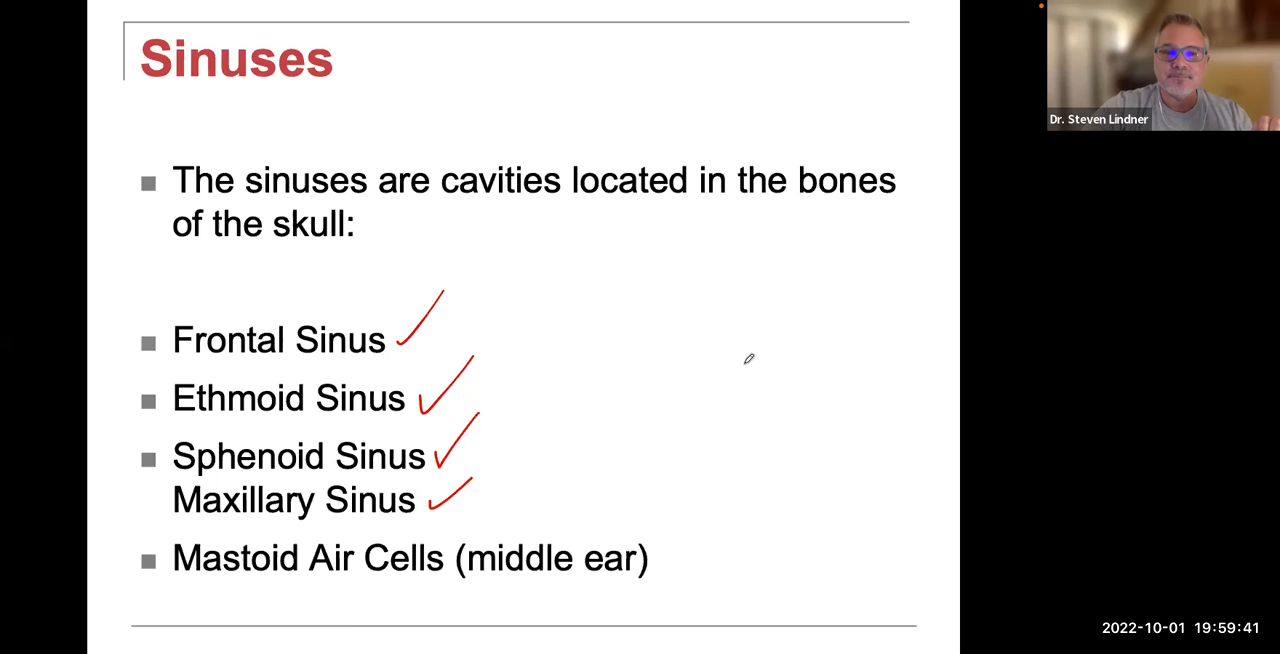 Sinuses
Dr. Steven Lindner
The sinuses are cavities located in the bones
of the skull:
Frontal Sinus
Ethmoid Sinus
Sphenoid Sinus
Maxillary Sinus
Mastoid Air Cells (middle ear)
2022-10-01 19:59:41